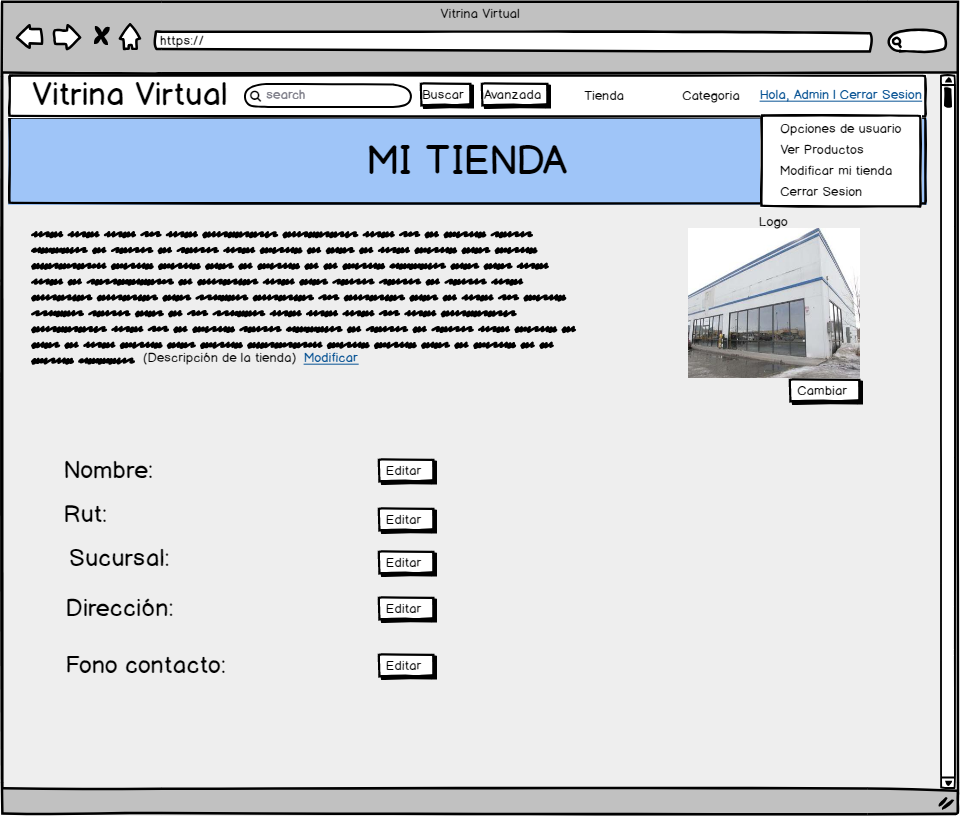 Vitrina Virtual
https://
Vitrina Virtual
search
Buscar
Avanzada
Tienda
Categoria
Hola, Admin | Cerrar Sesion
Opciones de usuario
Ver Productos
Modificar mi tienda
Cerrar Sesion
MI TIENDA
Logo
(Descripción de la tienda) Modificar
Cambiar
Nombre: Editar
Rut: Editar
Sucursal: Editar
Dirección: Editar
Fono contacto: Editar